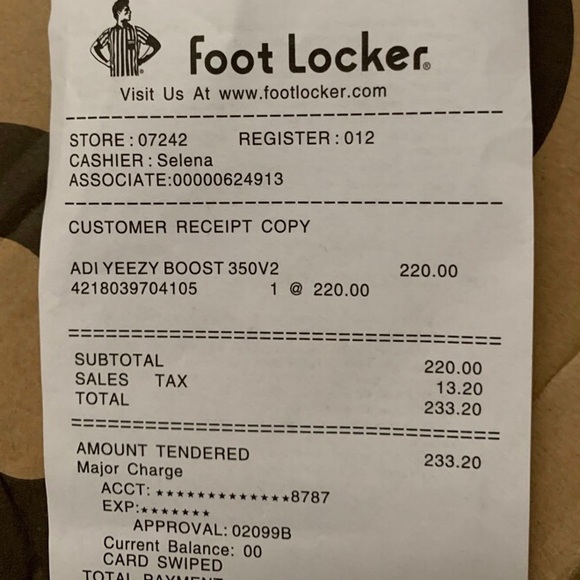 Foot Locker®
Visit Us At www.footlocker.com
STORE: 07242 REGISTER: 012
CASHIER: Selena
ASSOCIATE:00000624913
CUSTOMER RECEIPT COPY
ADI YEEZY BOOST 350V2 220.00
4218039704105 1 @ 220.00
SUBTOTAL 220.00
SALES TAX 13.20
TOTAL 233.20
AMOUNT TENDERED 233.20
Major Charge
ACCT: *************8787
EXP:*******
APPROVAL: 02099B
Current Balance: 00
CARD SWIPED
TOTAL PAYMENT